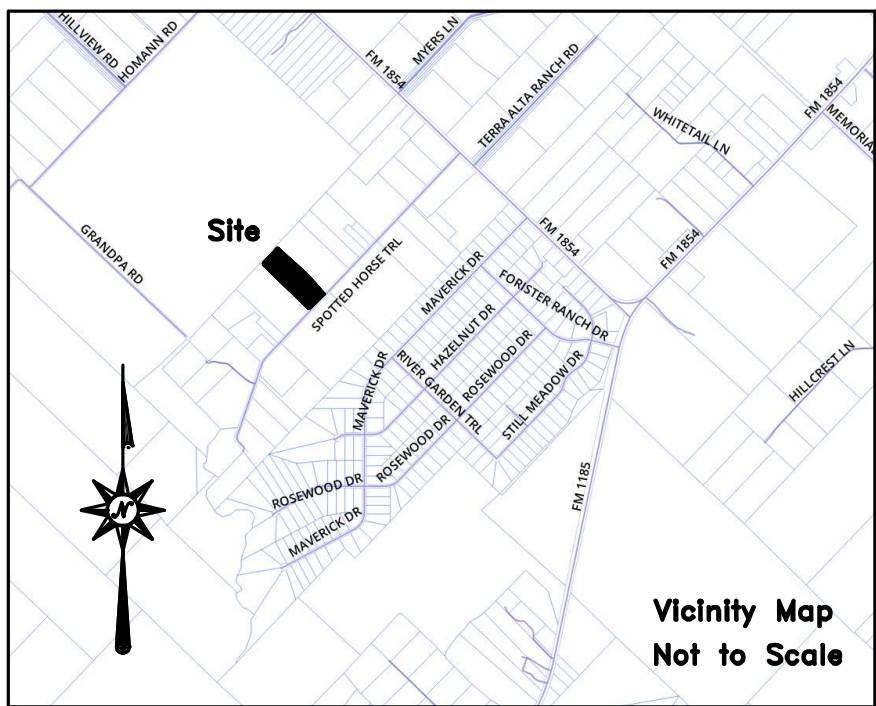 HILLVIEW RD
HOMANN RD
FM 1854
MYERS LN
TERRA ALTA RANCH RD
WHITETAIL LN
FM 1854
MEMORIAL
GRANDPA RD
Site
SPOTTED HORSE TRL
FM 1854
FM 1854
MAVERICK DR
FORISTER RANCH DR
HAZELNUT DR
ROSEWOOD DR
MAVERICK DR
RIVER GARDEN TRL
STILL MEADOW DR
HILLCREST LN
ROSEWOOD DR
ROSEWOOD DR
MAVERICK DR
FM 1185
N
Vicinity Map
Not to Scale